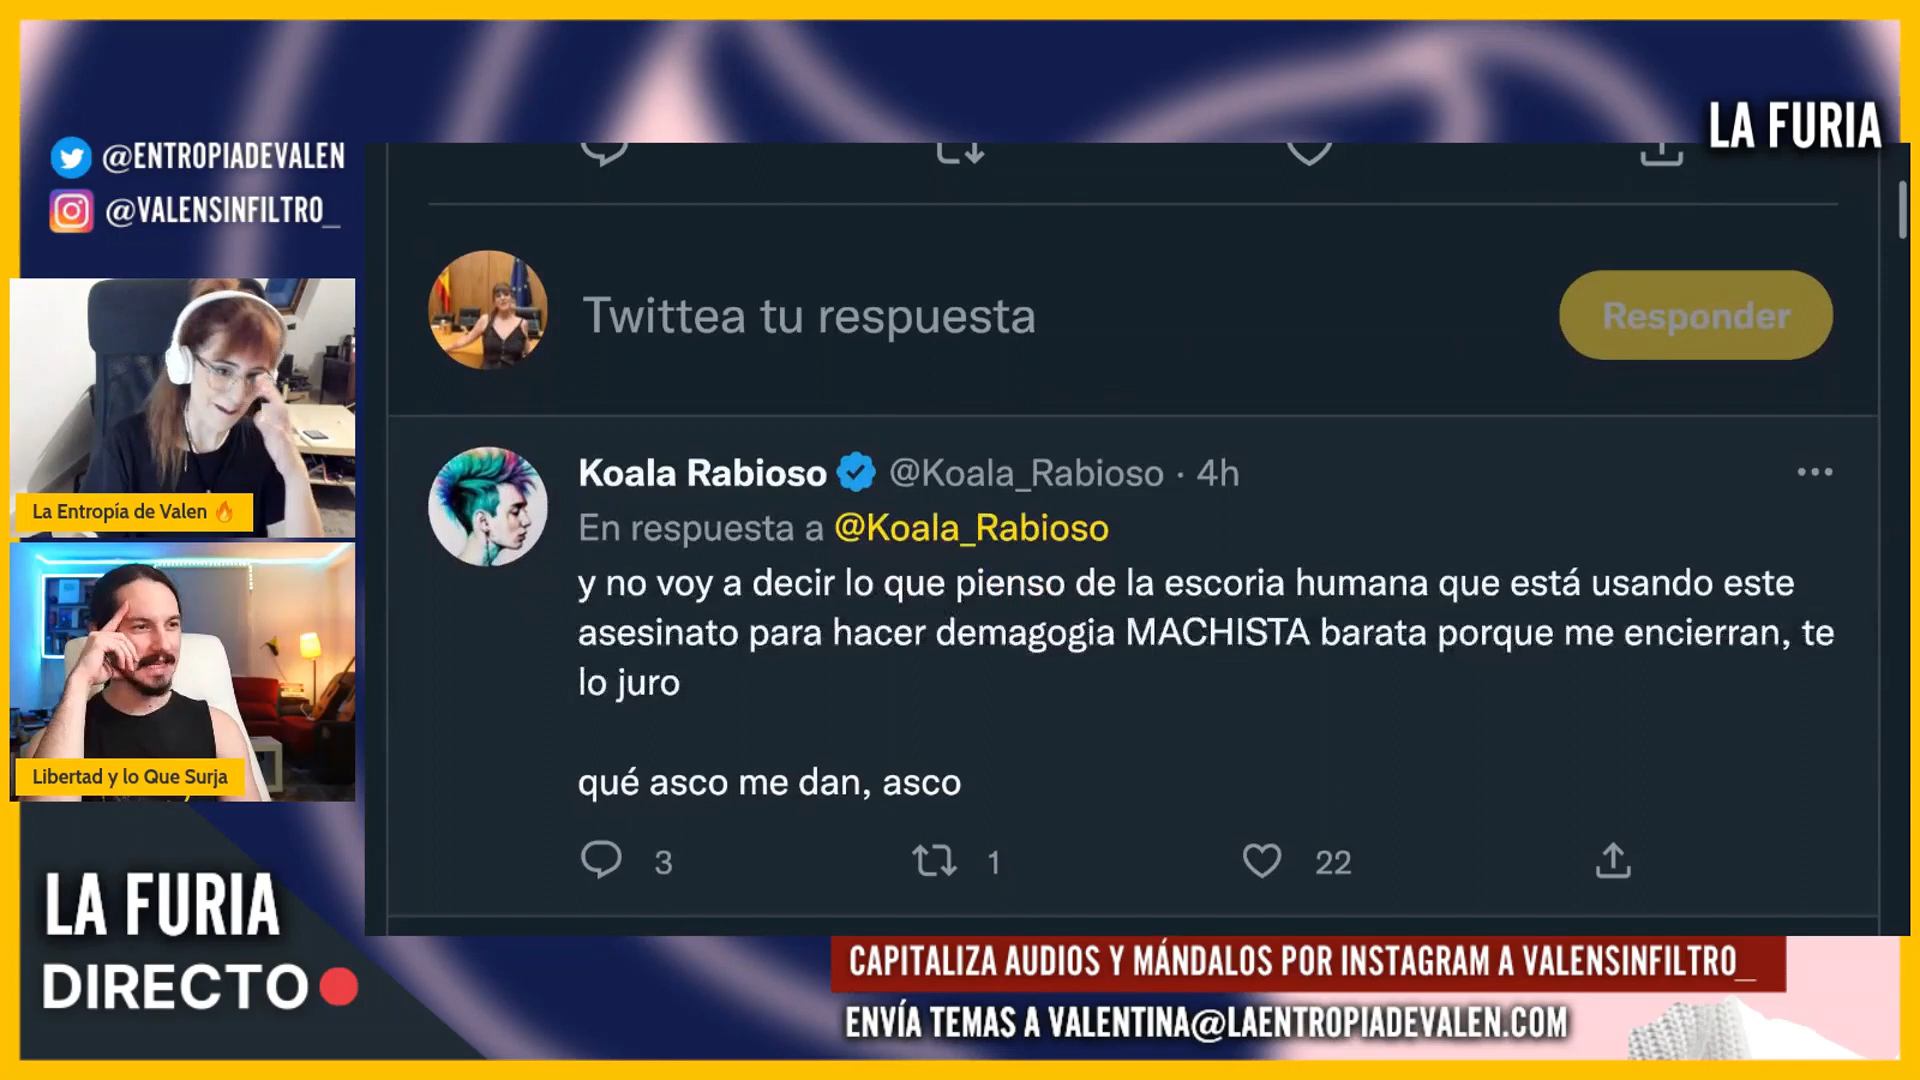 LA FURIA
@ENTROPIADEVALEN
@VALENSINFILTRO_
Twittea tu respuesta
Responder
La Entropía de Valen 🔥
Koala Rabioso @Koala_Rabioso · 4h
En respuesta a @Koala_Rabioso
y no voy a decir lo que pienso de la escoria humana que está usando este
asesinato para hacer demagogia MACHISTA barata porque me encierran, te
lo juro
qué asco me dan, asco
3 1 22
Libertad y lo Que Surja
LA FURIA
DIRECTO
CAPITALIZA AUDIOS Y MÁNDALOS POR INSTAGRAM A VALENSINFILTRO_
ENVÍA TEMAS A VALENTINA@LAENTROPIADEVALEN.COM